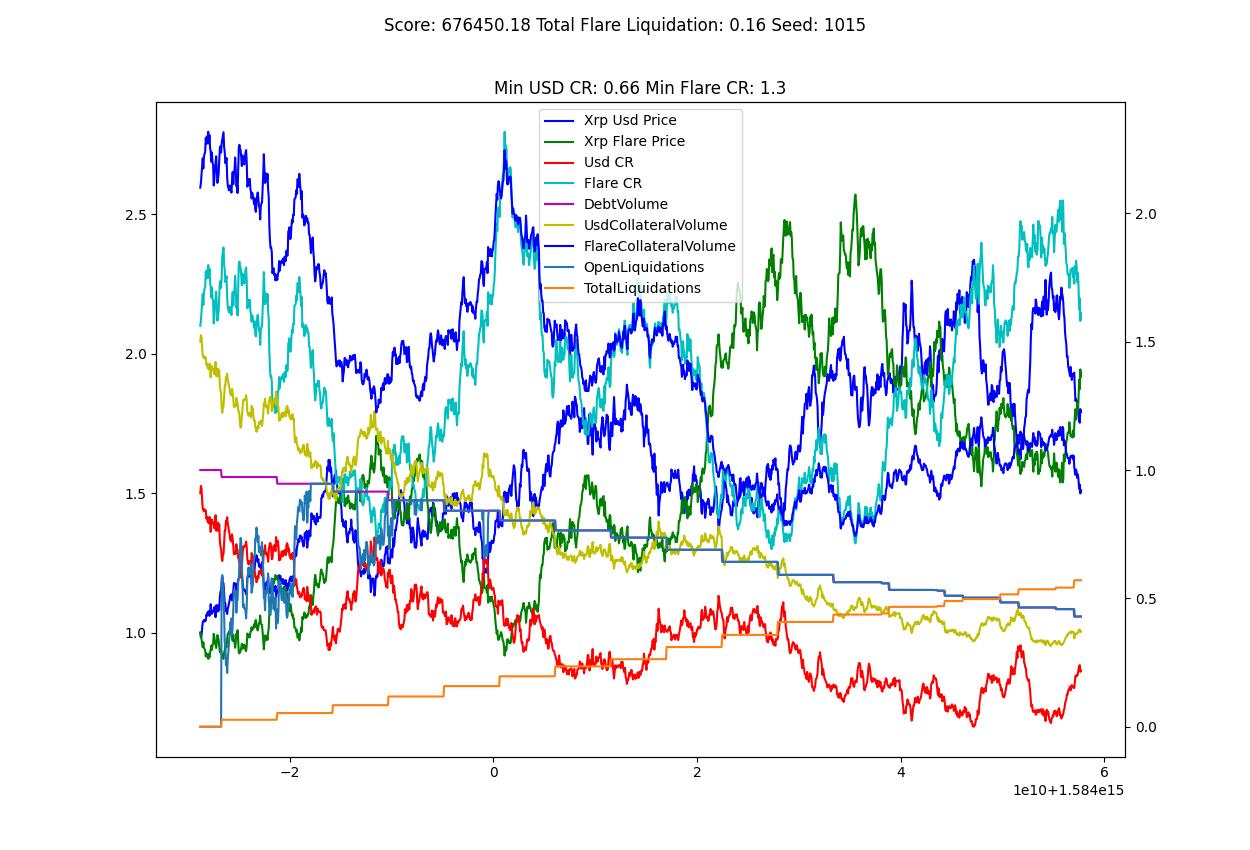 Score: 676450.18 Total Flare Liquidation: 0.16 Seed: 1015
Min USD CR: 0.66 Min Flare CR: 1.3
Xrp Usd Price
Xrp Flare Price
Usd CR
Flare CR
DebtVolume
UsdCollateralVolume
FlareCollateralVolume
OpenLiquidations
TotalLiquidations
2.5
2.0
1.5
1.0
2.0
1.5
1.0
0.5
0.0
−2 0 2 4 6
1e10+1.584e15